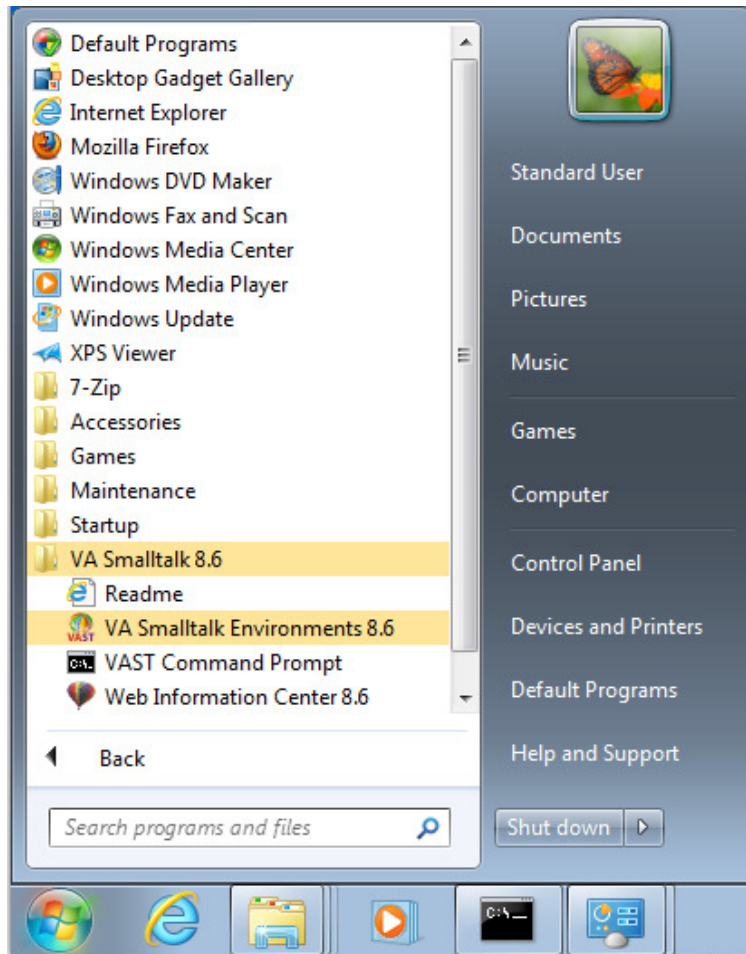 Default Programs
Desktop Gadget Gallery
Internet Explorer
Mozilla Firefox
Windows DVD Maker
Windows Fax and Scan
Windows Media Center
Windows Media Player
Windows Update
XPS Viewer
7-Zip
Accessories
Games
Maintenance
Startup
VA Smalltalk 8.6
Readme
VAST
VA Smalltalk Environments 8.6
C:\.
VAST Command Prompt
Web Information Center 8.6
Back
Search programs and files
Standard User
Documents
Pictures
Music
Games
Computer
Control Panel
Devices and Printers
Default Programs
Help and Support
Shut down
C:\_